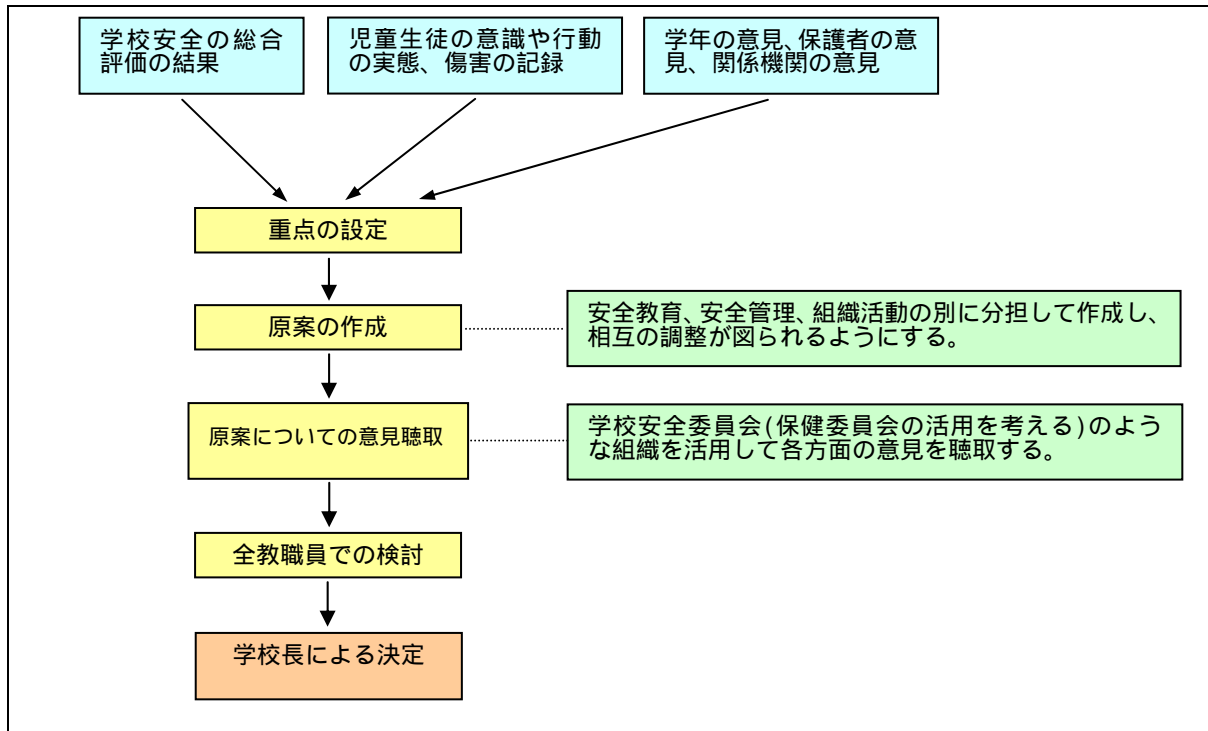 学校安全の総合
評価の結果
児童生徒の意識や行動
の実態、傷害の記録
学年の意見、保護者の意
見、関係機関の意見
重点の設定
原案の作成
安全教育、安全管理、組織活動の別に分担して作成し、
相互の調整が図られるようにする。
原案についての意見聴取
学校安全委員会(保健委員会の活用を考える)のよう
な組織を活用して各方面の意見を聴取する。
全教職員での検討
学校長による決定